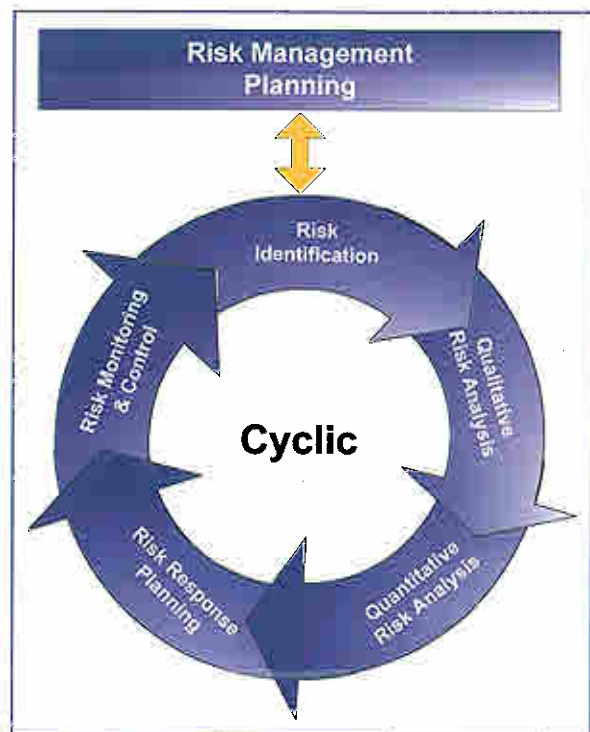 Risk Management
Planning
Risk
Identification
Qualitative
Risk Analysis
Quantitative
Risk Analysis
Risk Response
Planning
Risk Monitoring
& Control
Cyclic